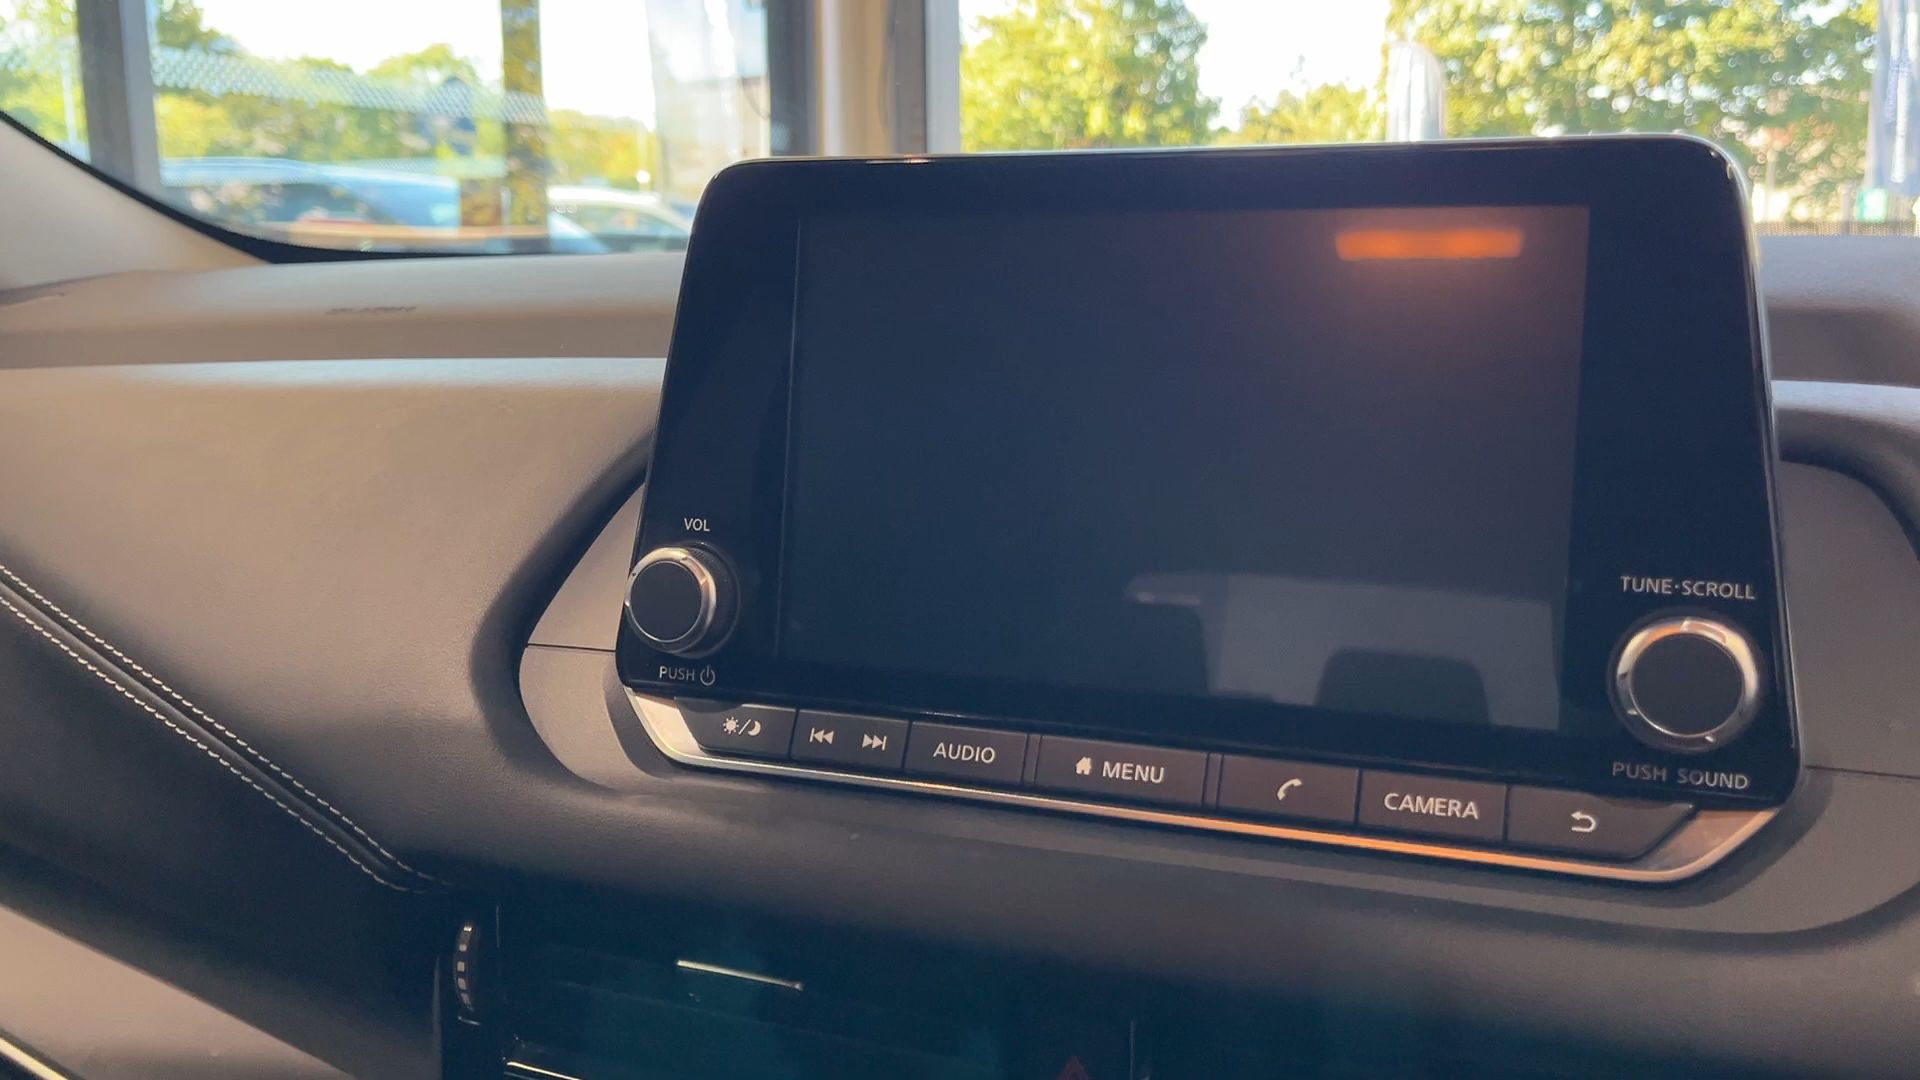 VOL
TUNE·SCROLL
PUSH
PUSH SOUND
AUDIO
MENU
CAMERA